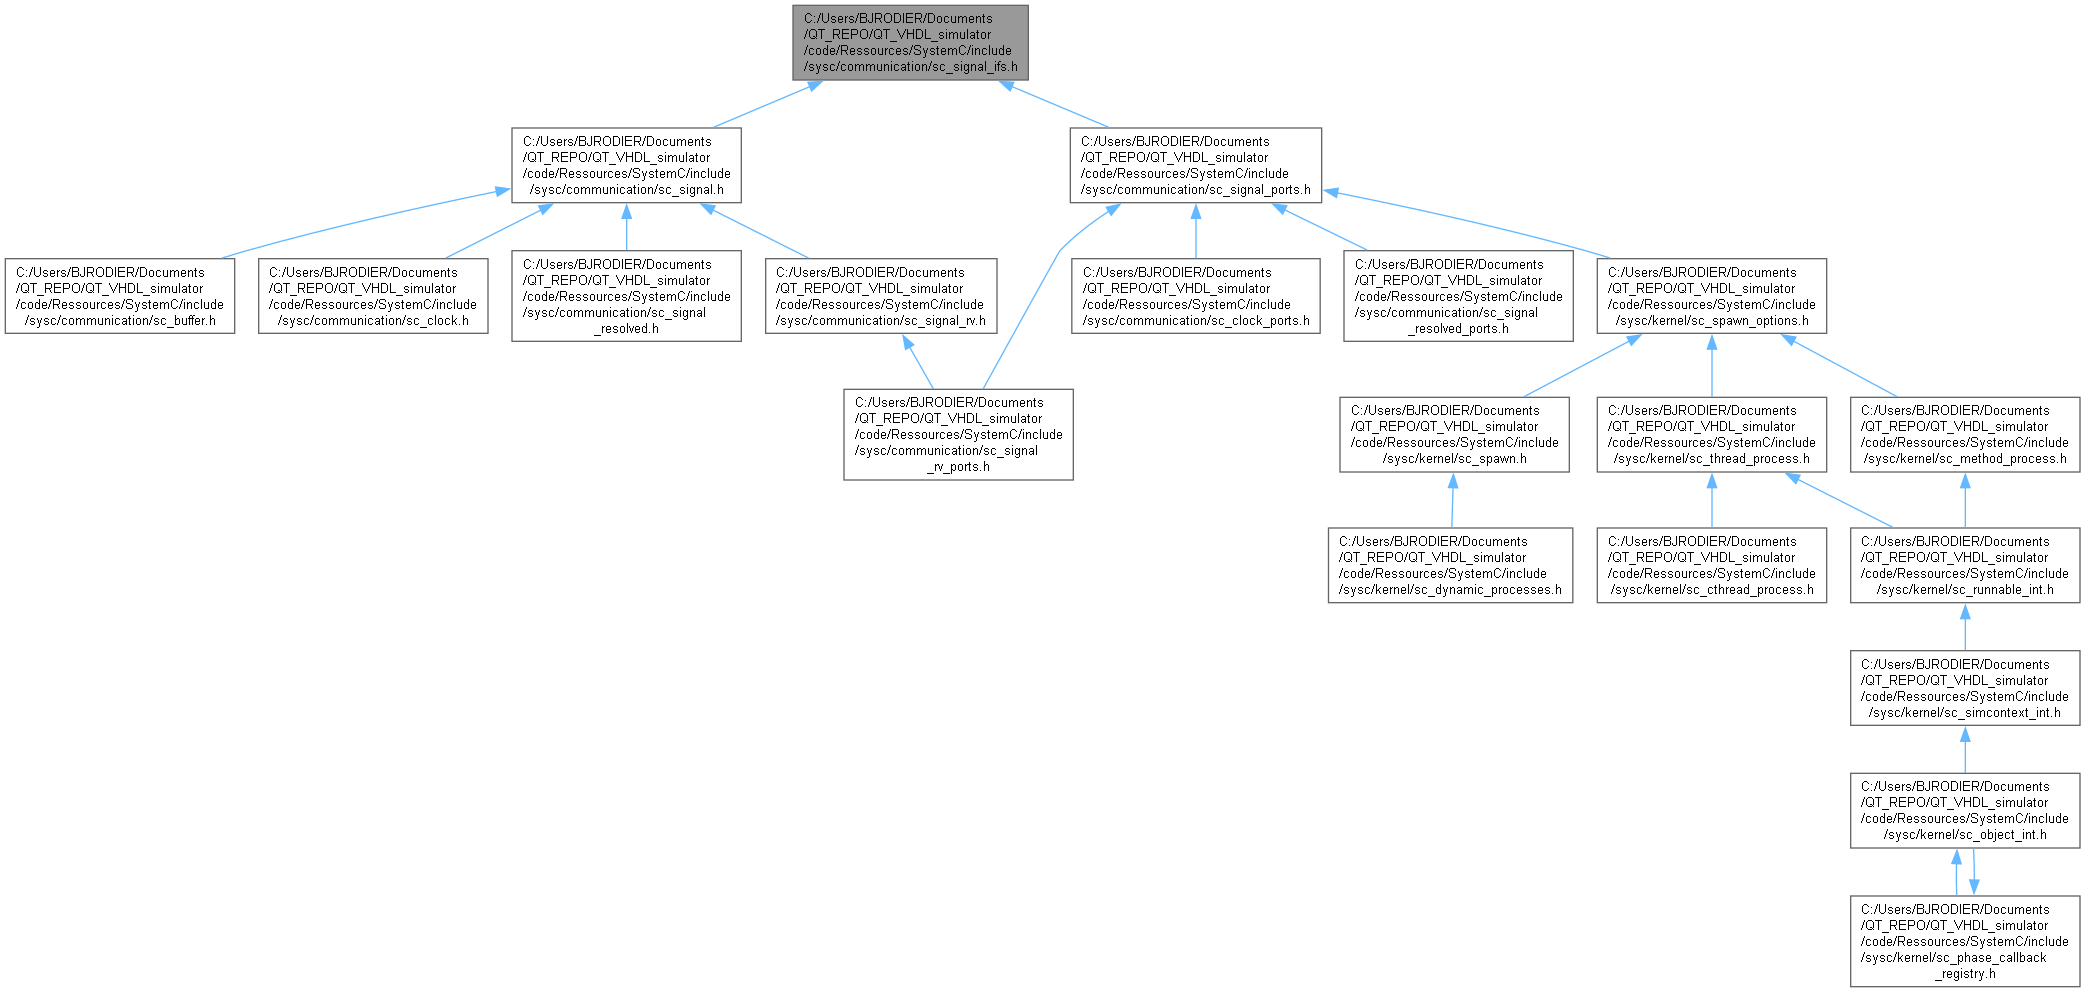 C:/Users/BJRODIER/Documents
/QT_REPO/QT_VHDL_simulator
/code/Ressources/SystemC/include
/sysc/communication/sc_signal_ifs.h
C:/Users/BJRODIER/Documents
/QT_REPO/QT_VHDL_simulator
/code/Ressources/SystemC/include
/sysc/communication/sc_signal.h
C:/Users/BJRODIER/Documents
/QT_REPO/QT_VHDL_simulator
/code/Ressources/SystemC/include
/sysc/communication/sc_signal_ports.h
C:/Users/BJRODIER/Documents
/QT_REPO/QT_VHDL_simulator
/code/Ressources/SystemC/include
/sysc/communication/sc_buffer.h
C:/Users/BJRODIER/Documents
/QT_REPO/QT_VHDL_simulator
/code/Ressources/SystemC/include
/sysc/communication/sc_clock.h
C:/Users/BJRODIER/Documents
/QT_REPO/QT_VHDL_simulator
/code/Ressources/SystemC/include
/sysc/communication/sc_signal
_resolved.h
C:/Users/BJRODIER/Documents
/QT_REPO/QT_VHDL_simulator
/code/Ressources/SystemC/include
/sysc/communication/sc_signal_rv.h
C:/Users/BJRODIER/Documents
/QT_REPO/QT_VHDL_simulator
/code/Ressources/SystemC/include
/sysc/communication/sc_clock_ports.h
C:/Users/BJRODIER/Documents
/QT_REPO/QT_VHDL_simulator
/code/Ressources/SystemC/include
/sysc/communication/sc_signal
_resolved_ports.h
C:/Users/BJRODIER/Documents
/QT_REPO/QT_VHDL_simulator
/code/Ressources/SystemC/include
/sysc/kernel/sc_spawn_options.h
C:/Users/BJRODIER/Documents
/QT_REPO/QT_VHDL_simulator
/code/Ressources/SystemC/include
/sysc/communication/sc_signal
_rv_ports.h
C:/Users/BJRODIER/Documents
/QT_REPO/QT_VHDL_simulator
/code/Ressources/SystemC/include
/sysc/kernel/sc_spawn.h
C:/Users/BJRODIER/Documents
/QT_REPO/QT_VHDL_simulator
/code/Ressources/SystemC/include
/sysc/kernel/sc_thread_process.h
C:/Users/BJRODIER/Documents
/QT_REPO/QT_VHDL_simulator
/code/Ressources/SystemC/include
/sysc/kernel/sc_method_process.h
C:/Users/BJRODIER/Documents
/QT_REPO/QT_VHDL_simulator
/code/Ressources/SystemC/include
/sysc/kernel/sc_dynamic_processes.h
C:/Users/BJRODIER/Documents
/QT_REPO/QT_VHDL_simulator
/code/Ressources/SystemC/include
/sysc/kernel/sc_cthread_process.h
C:/Users/BJRODIER/Documents
/QT_REPO/QT_VHDL_simulator
/code/Ressources/SystemC/include
/sysc/kernel/sc_runnable_int.h
C:/Users/BJRODIER/Documents
/QT_REPO/QT_VHDL_simulator
/code/Ressources/SystemC/include
/sysc/kernel/sc_simcontext_int.h
C:/Users/BJRODIER/Documents
/QT_REPO/QT_VHDL_simulator
/code/Ressources/SystemC/include
/sysc/kernel/sc_object_int.h
C:/Users/BJRODIER/Documents
/QT_REPO/QT_VHDL_simulator
/code/Ressources/SystemC/include
/sysc/kernel/sc_phase_callback
_registry.h